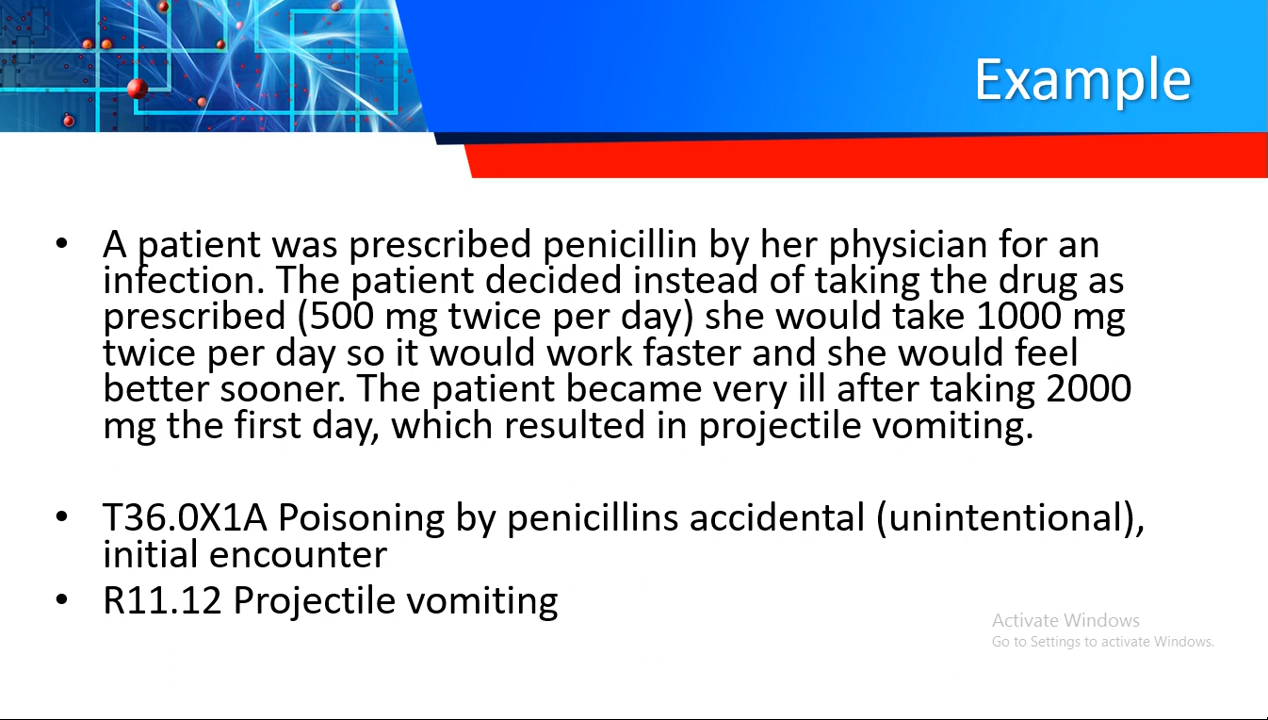 Example
• A patient was prescribed penicillin by her physician for an
infection. The patient decided instead of taking the drug as
prescribed (500 mg twice per day) she would take 1000 mg
twice per day so it would work faster and she would feel
better sooner. The patient became very ill after taking 2000
mg the first day, which resulted in projectile vomiting.
• T36.0X1A Poisoning by penicillins accidental (unintentional),
initial encounter
• R11.12 Projectile vomiting
Activate Windows
Go to Settings to activate Windows.